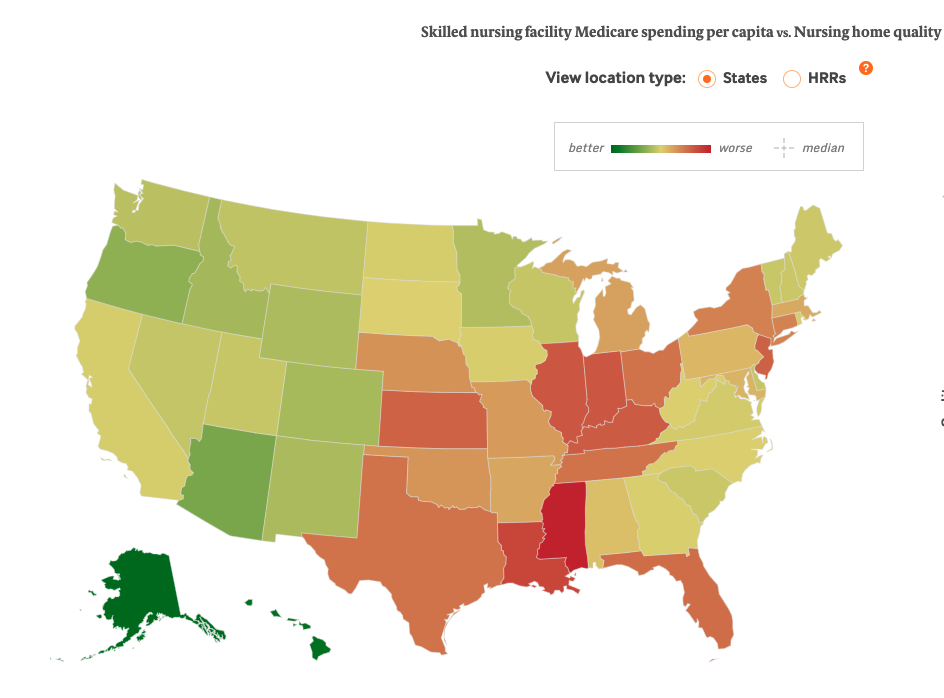 Skilled nursing facility Medicare spending per capita vs. Nursing home quality
View location type: States HRRs ?
better worse median